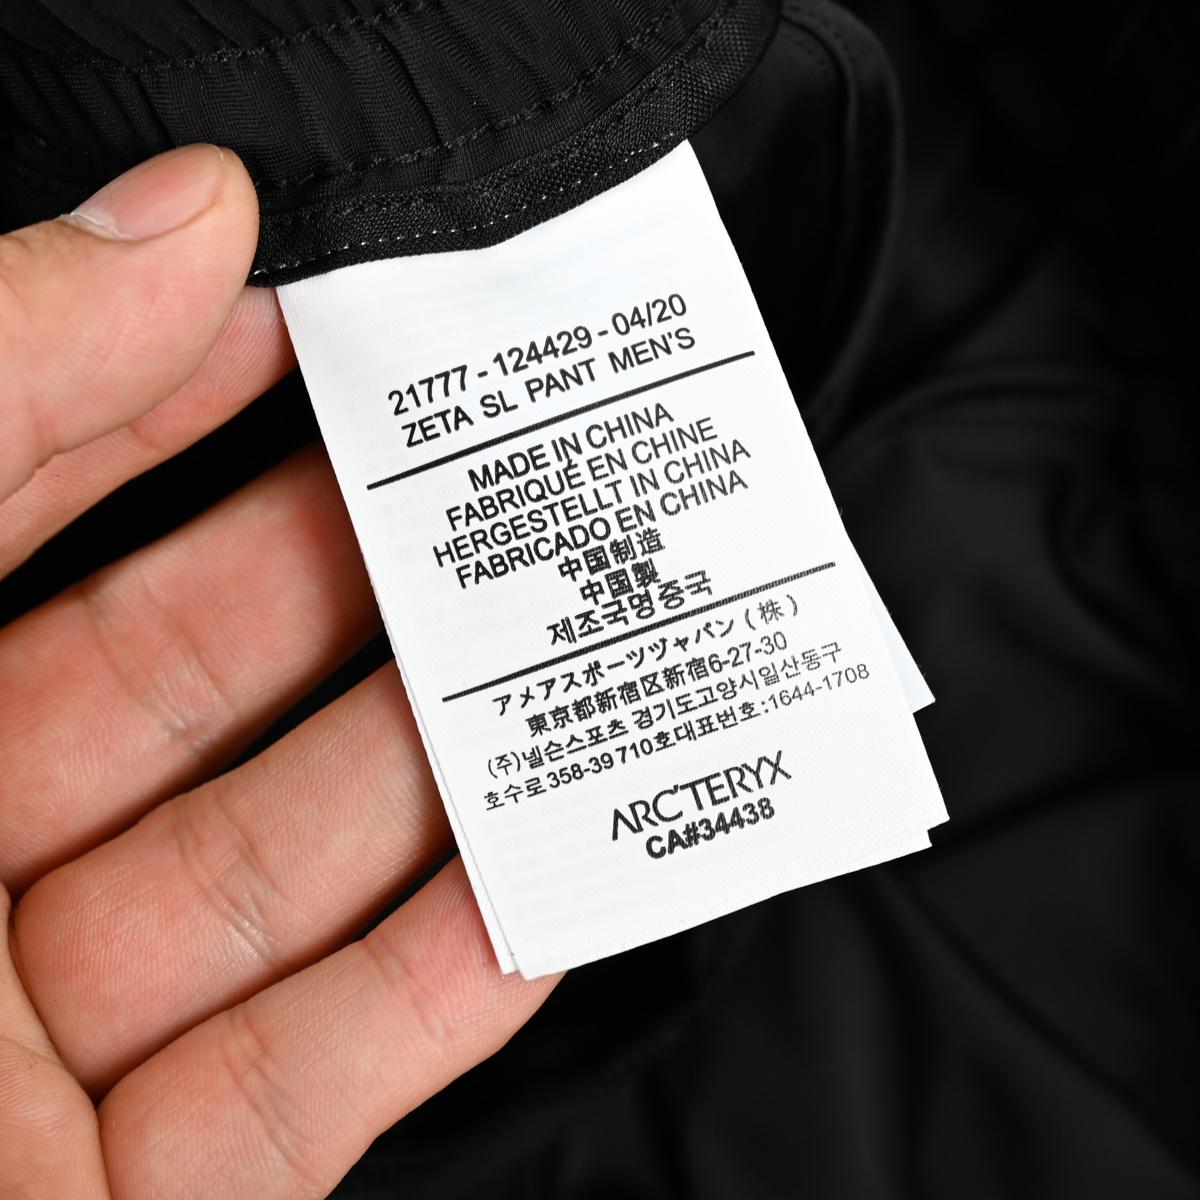 21777 - 124429 - 04/20
ZETA SL PANT MEN'S
MADE IN CHINA
FABRIQUÉ EN CHINE
HERGESTELLT IN CHINA
FABRICADO EN CHINA
中国制造
中国製
제조국명중국
アメアスポーツヅャパン ( 株 )
東京都新宿区新宿6-27-30
(주)넬슨스포츠 경기도고양시일산동구
호수로358-39 710호대표번호:1644-1708
ARC'TERYX
CA#34438